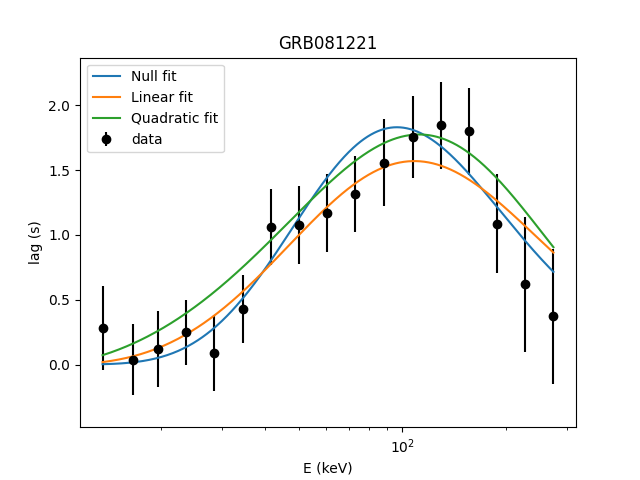 GRB081221
Null fit
Linear fit
Quadratic fit
data
2.0
1.5
1.0
0.5
0.0
lag (s)
10²
E (keV)